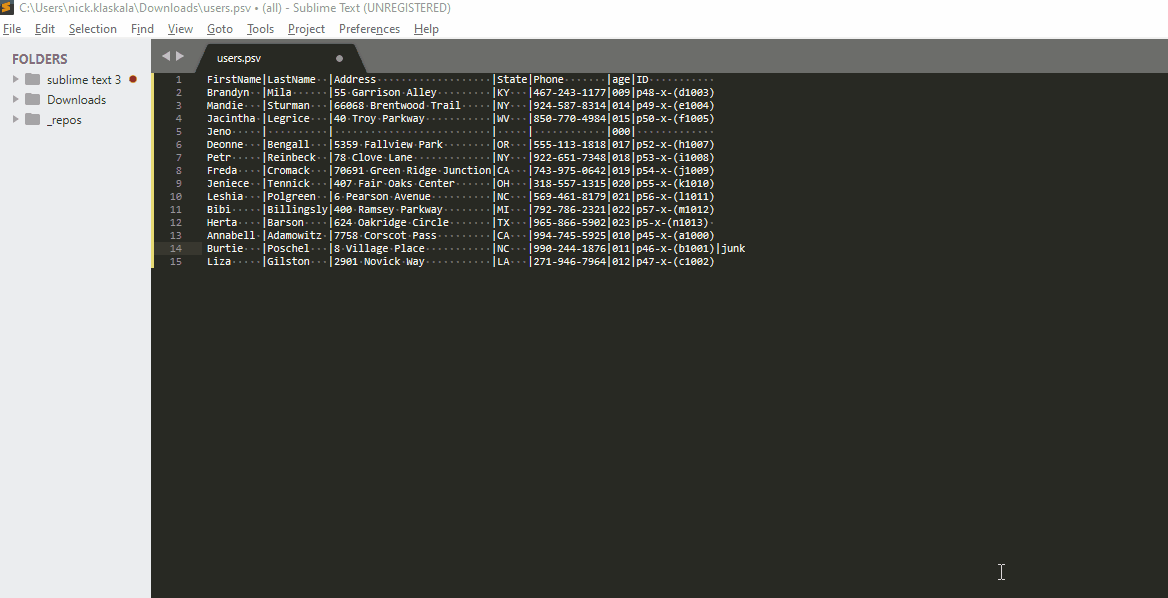 C:\Users\nick.klaskala\Downloads\users.psv • (all) - Sublime Text (UNREGISTERED)
File Edit Selection Find View Goto Tools Project Preferences Help
FOLDERS
sublime text 3
Downloads
_repos
users.psv
1 FirstName|LastName··|Address···················|State|Phone·······|age|ID···········
2 Brandyn··|Mila······|55·Garrison·Alley·········|KY···|467-243-1177|009|p48-x-(d1003)
3 Mandie···|Sturman···|66068·Brentwood·Trail·····|NY···|924-587-8314|014|p49-x-(e1004)
4 Jacintha·|Legrice···|40·Troy·Parkway···········|WV···|850-770-4984|015|p50-x-(f1005)
5 Jeno·····|··········|··························|·····|············|000|·············
6 Deonne···|Bengall···|5359·Fallview·Park········|OR···|555-113-1818|017|p52-x-(h1007)
7 Petr·····|Reinbeck··|78·Clove·Lane·············|NY···|922-651-7348|018|p53-x-(i1008)
8 Freda····|Cromack···|70691·Green·Ridge·Junction|CA···|743-975-0642|019|p54-x-(j1009)
9 Jeniece··|Tennick···|407·Fair·Oaks·Center······|OH···|318-557-1315|020|p55-x-(k1010)
10 Leshia···|Polgreen··|6·Pearson·Avenue··········|NC···|569-461-8179|021|p56-x-(l1011)
11 Bibi·····|Billingsly|400·Ramsey·Parkway········|MI···|792-786-2321|022|p57-x-(m1012)
12 Herta····|Barson····|624·Oakridge·Circle·······|TX···|965-866-5902|023|p5-x-(n1013)·
13 Annabell·|Adamowitz·|7758·Corscot·Pass·········|CA···|994-745-5925|010|p45-x-(a1000)
14 Burtie···|Poschel···|8·Village·Place···········|NC···|990-244-1876|011|p46-x-(b1001)|junk
15 Liza·····|Gilston···|2901·Novick·Way···········|LA···|271-946-7964|012|p47-x-(c1002)